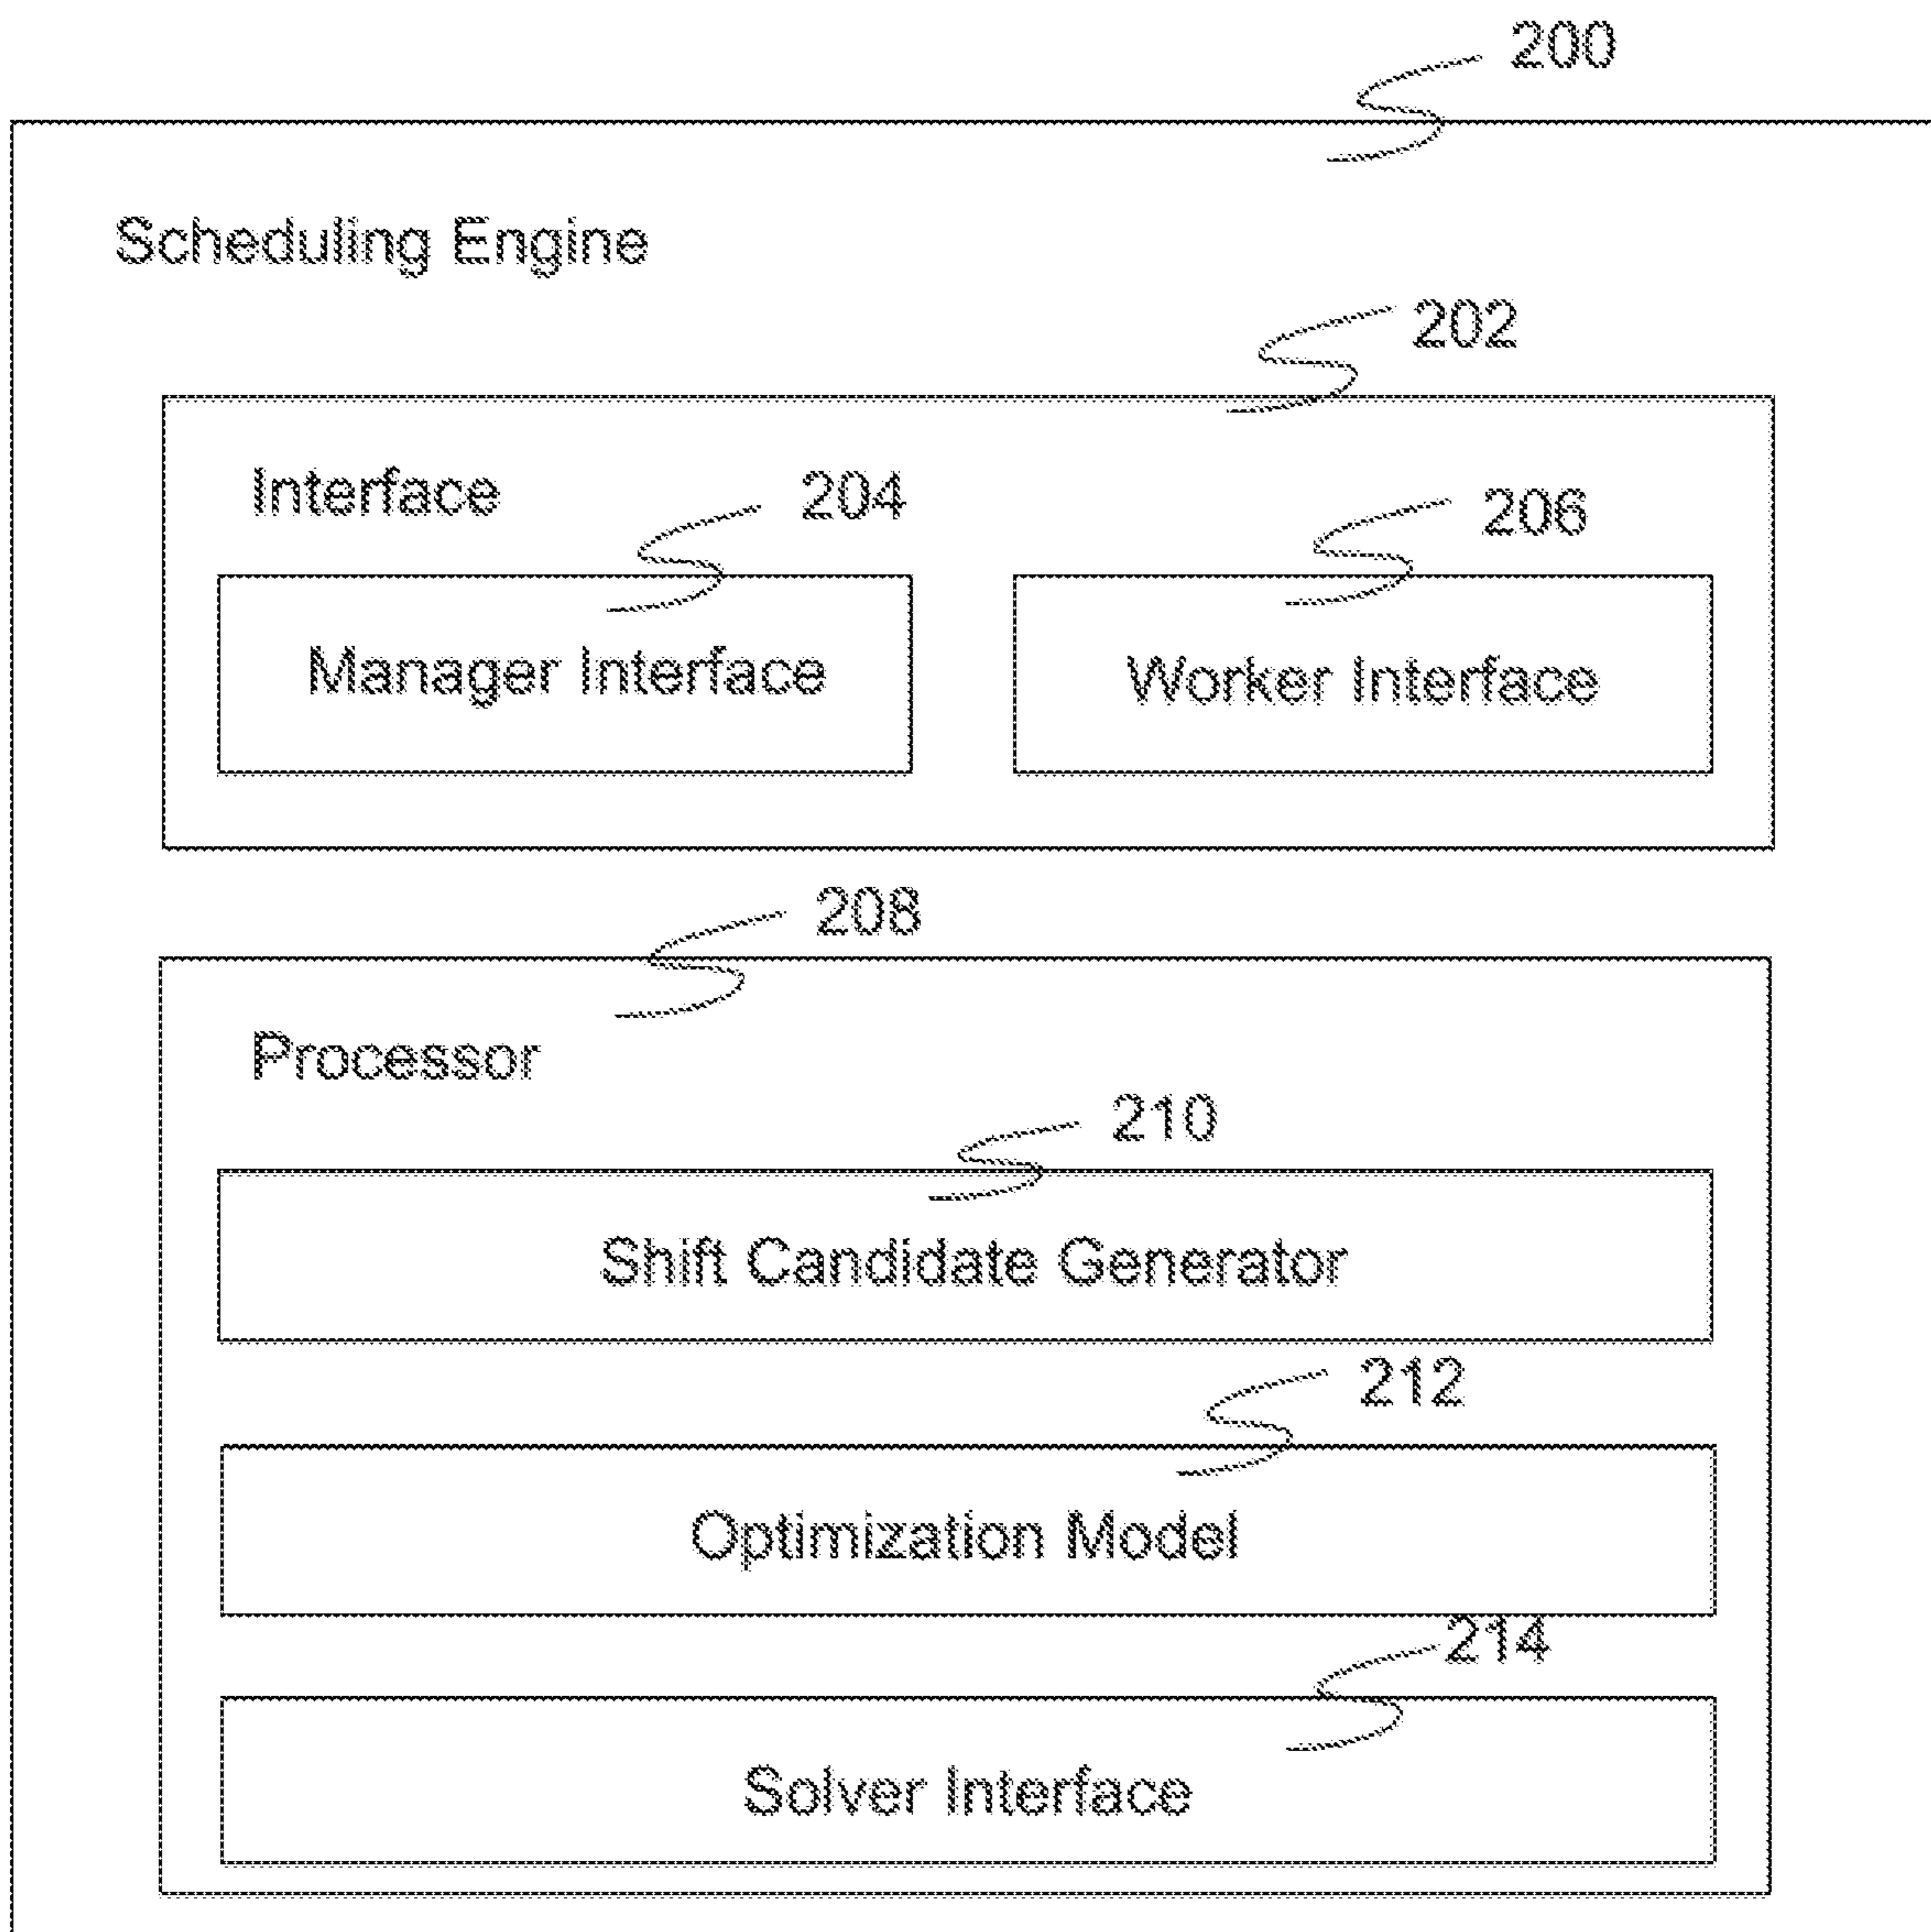 200
Scheduling Engine
202
Interface
204
206
Manager Interface
Worker Interface
208
Processor
210
Shift Candidate Generator
212
Optimization Model
214
Solver Interface